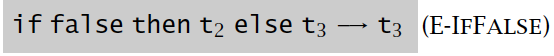 if false then t₂ else t₃ ⟶ t₃ (E-IFFALSE)